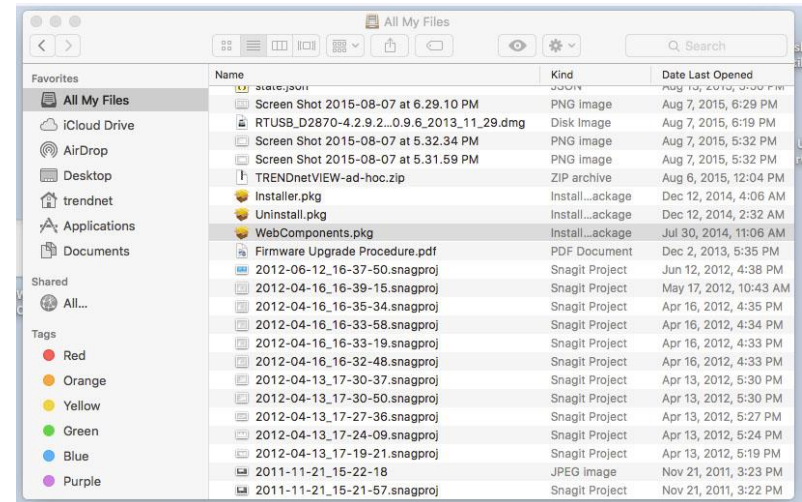 All My Files
Search
Favorites
All My Files
iCloud Drive
AirDrop
Desktop
trendnet
Applications
Documents
Shared
All...
Tags
Red
Orange
Yellow
Green
Blue
Purple
Name Kind Date Last Opened
state.json JSON Aug 13, 2015, 3:50 PM
Screen Shot 2015-08-07 at 6.29.10 PM PNG image Aug 7, 2015, 6:29 PM
RTUSB_D2870-4.2.9.2...0.9.6_2013_11_29.dmg Disk Image Aug 7, 2015, 6:19 PM
Screen Shot 2015-08-07 at 5.32.34 PM PNG image Aug 7, 2015, 5:32 PM
Screen Shot 2015-08-07 at 5.31.59 PM PNG image Aug 7, 2015, 5:32 PM
TRENDnetVIEW-ad-hoc.zip ZIP archive Aug 6, 2015, 12:04 PM
Installer.pkg Install...ackage Dec 12, 2014, 4:06 AM
Uninstall.pkg Install...ackage Dec 12, 2014, 2:32 AM
WebComponents.pkg Install...ackage Jul 30, 2014, 11:06 AM
Firmware Upgrade Procedure.pdf PDF Document Dec 2, 2013, 5:35 PM
2012-06-12_16-37-50.snagproj Snagit Project Jun 12, 2012, 4:38 PM
2012-04-16_16-39-15.snagproj Snagit Project May 17, 2012, 10:43 AM
2012-04-16_16-35-34.snagproj Snagit Project Apr 16, 2012, 4:35 PM
2012-04-16_16-33-58.snagproj Snagit Project Apr 16, 2012, 4:34 PM
2012-04-16_16-33-19.snagproj Snagit Project Apr 16, 2012, 4:33 PM
2012-04-16_16-32-48.snagproj Snagit Project Apr 16, 2012, 4:33 PM
2012-04-13_17-30-37.snagproj Snagit Project Apr 13, 2012, 5:30 PM
2012-04-13_17-30-50.snagproj Snagit Project Apr 13, 2012, 5:30 PM
2012-04-13_17-27-36.snagproj Snagit Project Apr 13, 2012, 5:27 PM
2012-04-13_17-24-09.snagproj Snagit Project Apr 13, 2012, 5:24 PM
2012-04-13_17-19-21.snagproj Snagit Project Apr 13, 2012, 5:19 PM
2011-11-21_15-22-18 JPEG image Nov 21, 2011, 3:23 PM
2011-11-21_15-21-57.snagproj Snagit Project Nov 21, 2011, 3:22 PM